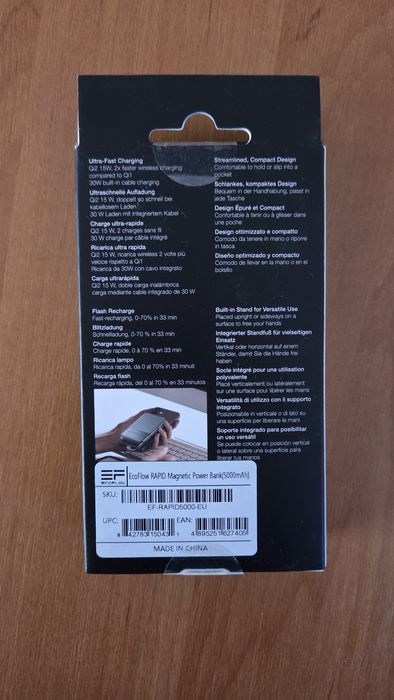 Ultra-Fast Charging
Qi2 15W, 2x faster wireless charging
compared to Qi1
30W built-in cable charging
Ultraschnelle Aufladung
Qi2 15 W, doppelt so schnell bei
kabellosem Laden
30 W Laden mit integriertem Kabel
Charge ultra-rapide
Qi2 15 W, 2 charges sans fil
30 W charge par câble intégré
Ricarica ultra rapida
Qi2 15 W, ricarica wireless 2 volte più
veloce rispetto a Qi1
Ricarica da 30W con cavo integrato
Carga ultrarápida
Qi2 15 W, doble carga inalámbrica
carga mediante cable integrado de 30 W
Streamlined, Compact Design
Comfortable to hold or slip into a
pocket
Schlankes, kompaktes Design
Bequem in der Handhabung, passt in
jede Tasche
Design Épuré et Compact
Confortable à tenir ou à glisser dans
une poche
Design ottimizzato e compatto
Comodo da tenere in mano o riporre
in tasca
Diseño optimizado y compacto
Cómodo de llevar en la mano o en el
bolsillo
Flash Recharge
Fast-recharging, 0-70% in 33 min
Blitzladung
Schnellladung, 0-70 % in 33 min
Charge rapide
Charge rapide, 0 à 70 % en 33 min
Ricarica lampo
Ricarica rapida, da 0 al 70% in 33 minuti
Recarga flash
Recarga rápida, del 0 al 70 % en 33 minutos
Built-in Stand for Versatile Use
Placed upright or sideways on a
surface to free your hands
Integrierter Standfuß für vielseitigen
Einsatz
Vertikal oder horizontal auf einem
Ständer, damit Sie die Hände frei
haben
Socle intégré pour une utilisation
polyvalente
Placé verticalement ou latéralement
sur une surface pour libérer les mains
Versatilità di utilizzo con il supporto
integrato
Posizionabile in verticale o di lato su
una superficie per liberare le mani
Soporte integrado para posibilitar
un uso versátil
Se puede colocar en posición vertical
o lateral sobre una superficie para
liberar tus manos
EF
ECOFLOW
EcoFlow RAPID Magnetic Power Bank(5000mAh)
SKU:
EF-RAPID5000-EU
UPC:
8 42783 15043 1
EAN:
4 895251 627405
MADE IN CHINA